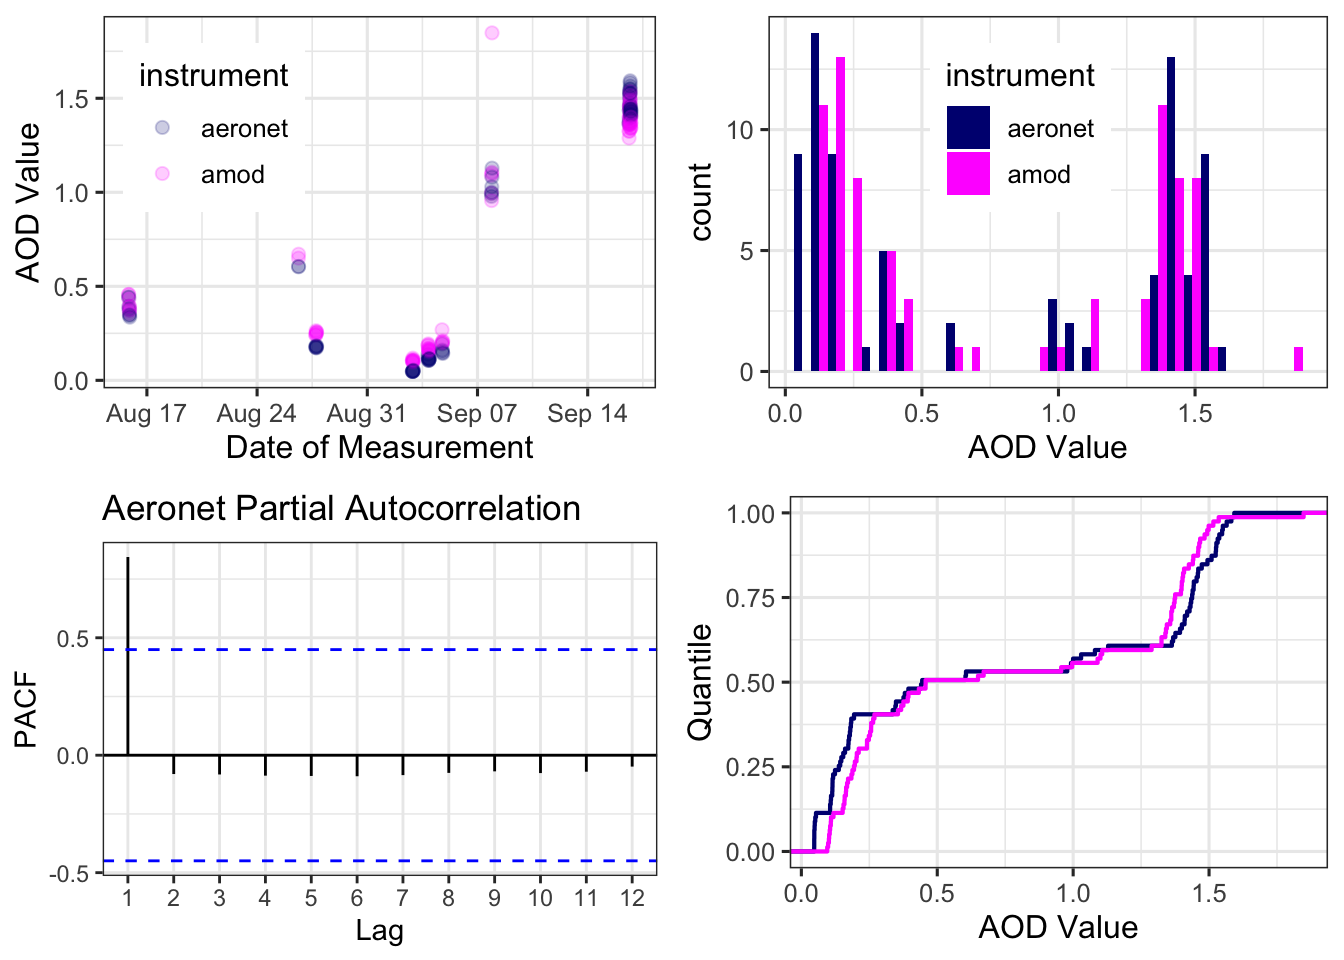 instrument
aeronet
amod
AOD Value
1.5
1.0
0.5
0.0
Aug 17 Aug 24 Aug 31 Sep 07 Sep 14
Date of Measurement
instrument
aeronet
amod
count
10
5
0
0.0 0.5 1.0 1.5
AOD Value
Aeronet Partial Autocorrelation
PACF
0.5
0.0
-0.5
1 2 3 4 5 6 7 8 9 10 11 12
Lag
Quantile
1.00
0.75
0.50
0.25
0.00
0.0 0.5 1.0 1.5
AOD Value